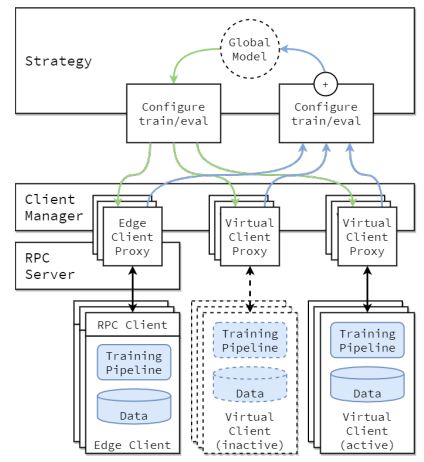 Strategy
Global
Model
+
Configure
train/eval
Configure
train/eval
Client
Manager
Edge
Client
Proxy
Virtual
Client
Proxy
Virtual
Client
Proxy
RPC
Server
RPC Client
Training
Pipeline
Data
Edge Client
Training
Pipeline
Data
Virtual
Client
(inactive)
Training
Pipeline
Data
Virtual
Client
(active)